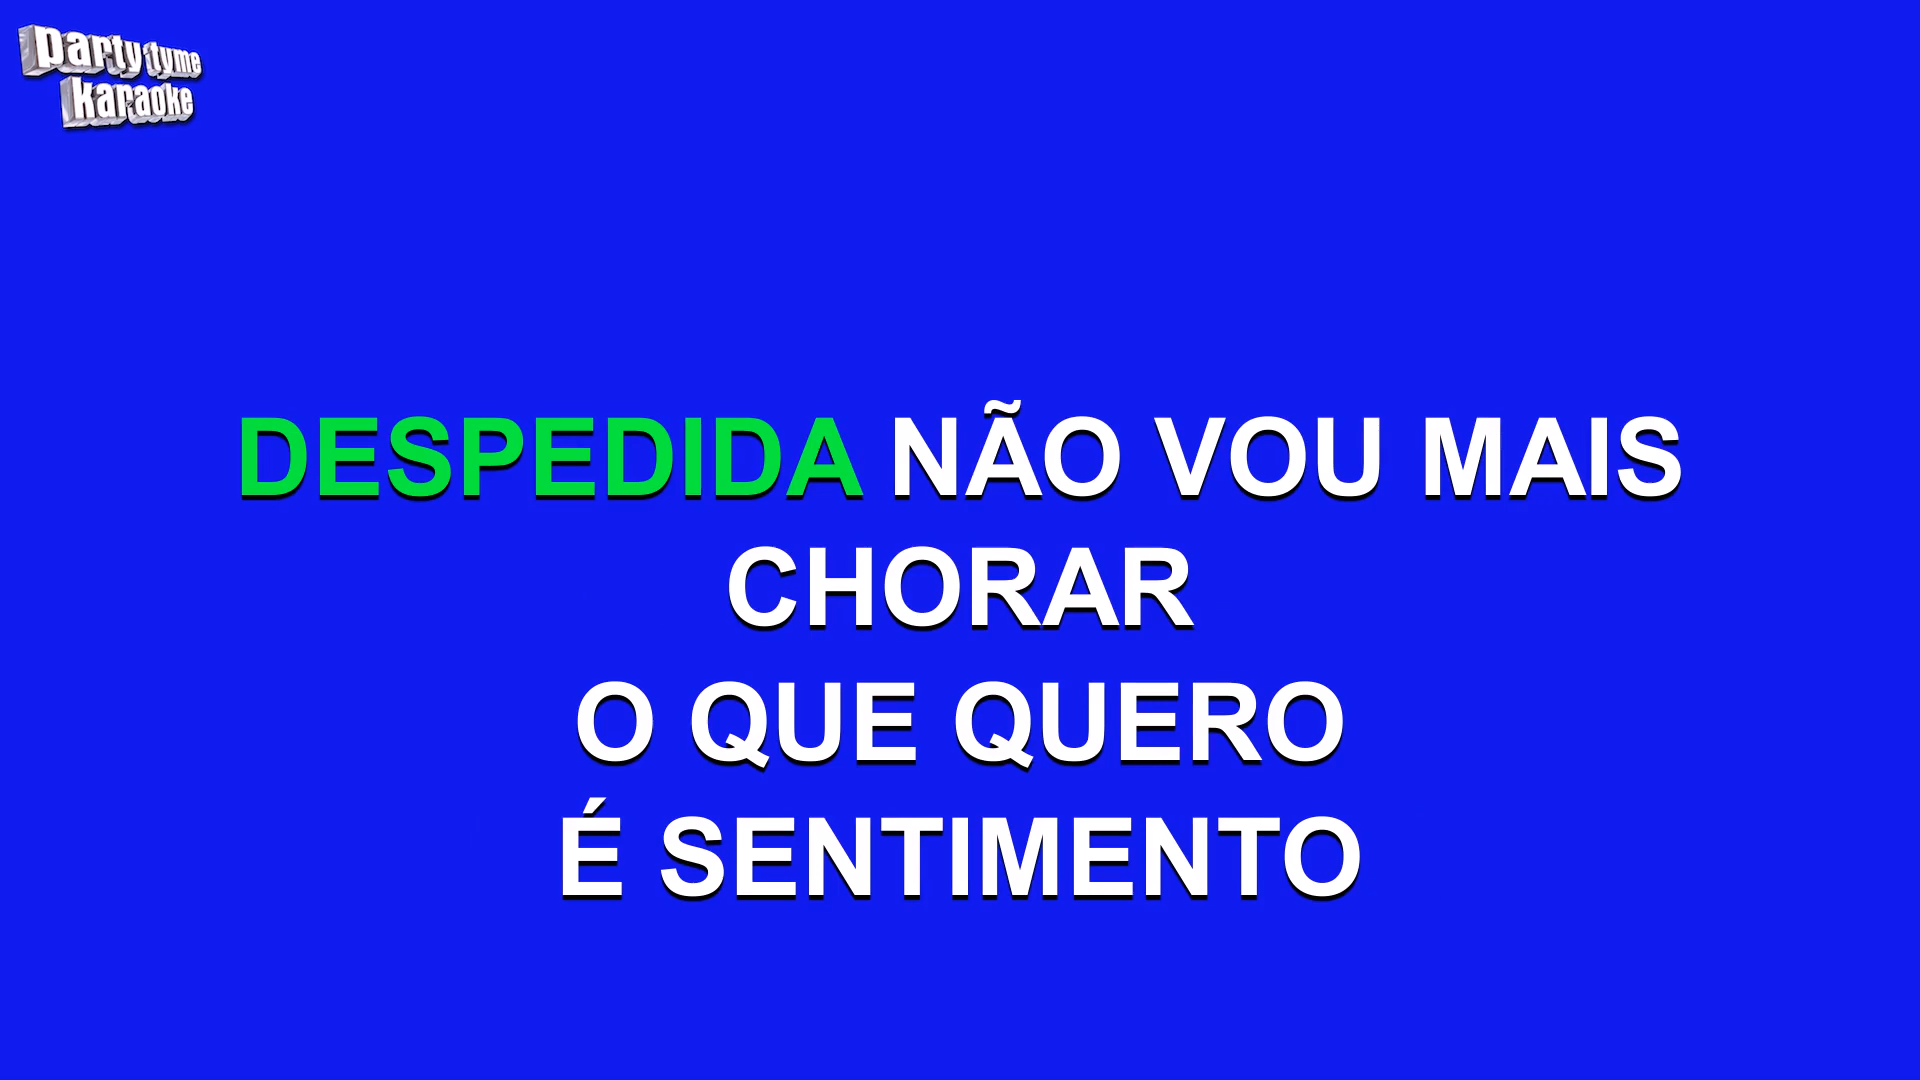 party tyme
karaoke
DESPEDIDA NÃO VOU MAIS
CHORAR
O QUE QUERO
É SENTIMENTO